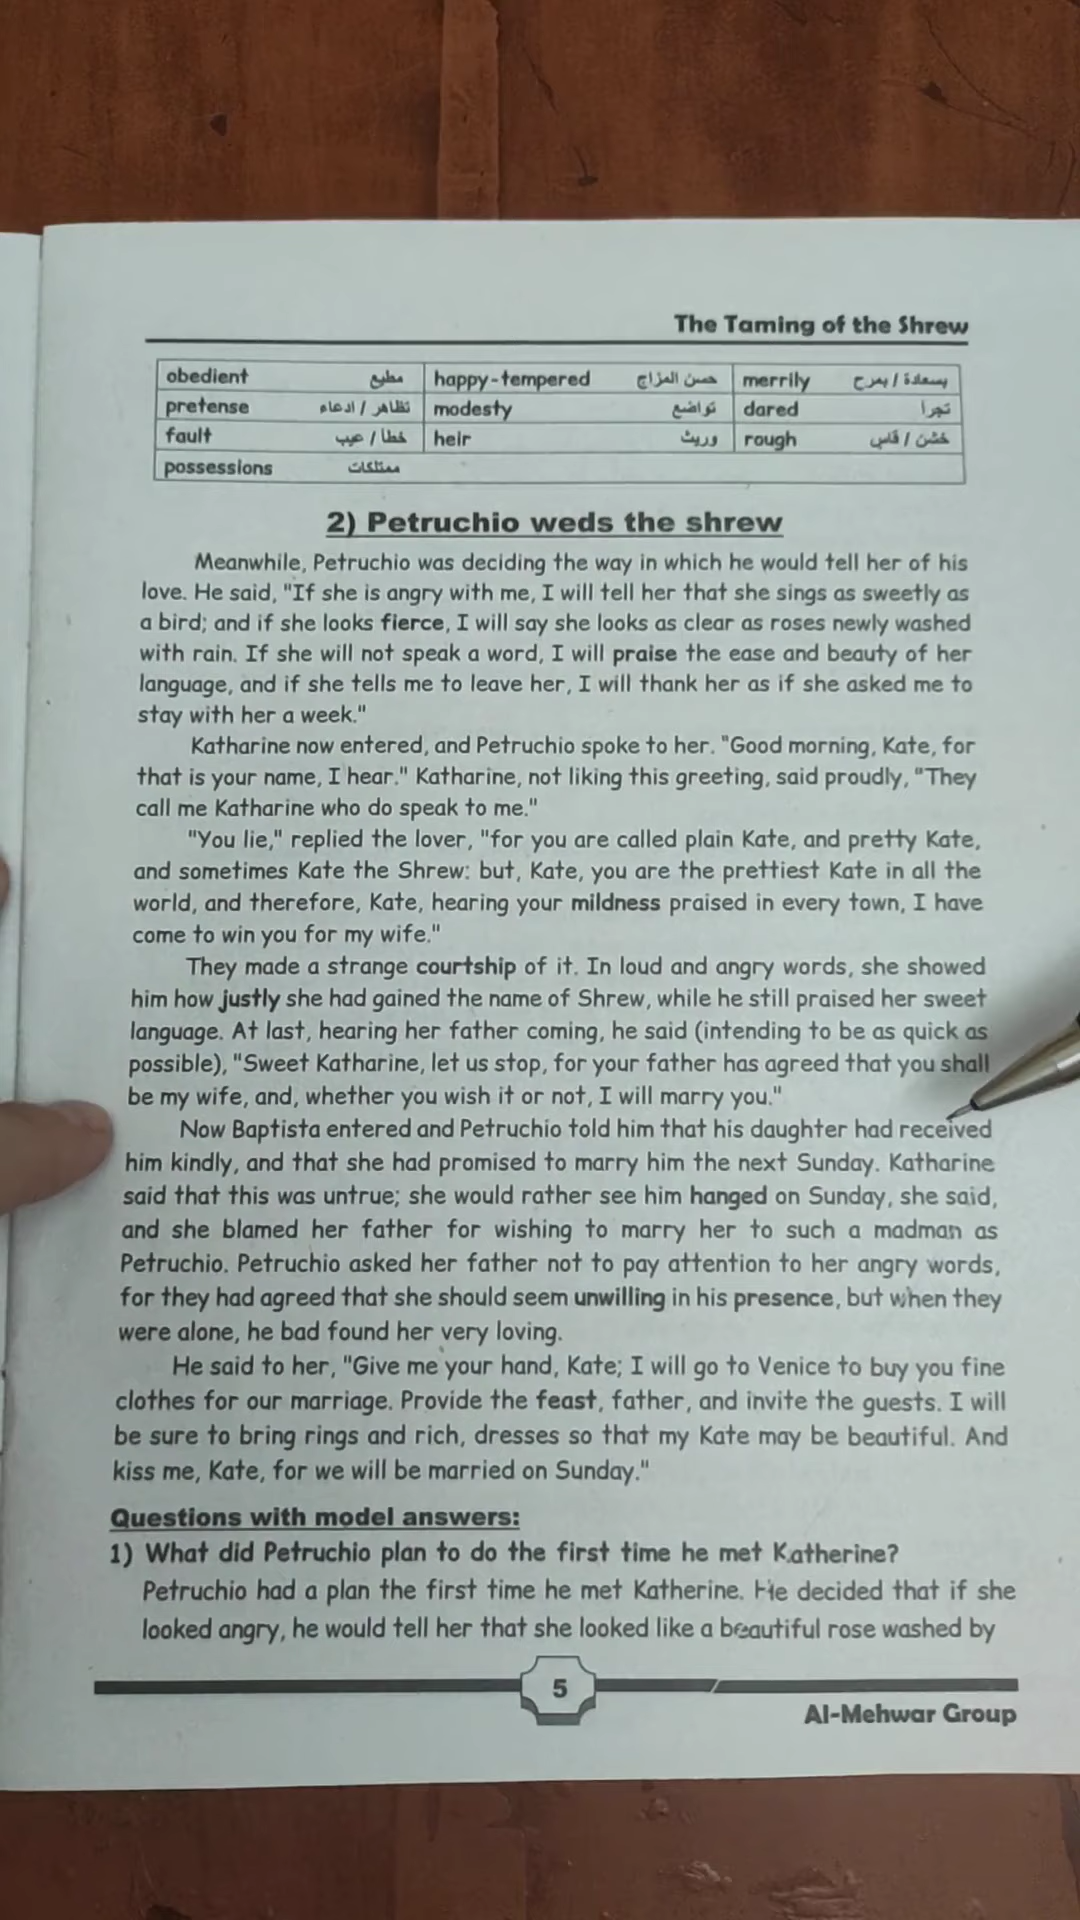 The Taming of the Shrew
obedient مطيع happy-tempered حسن المزاج merrily بسعادة / بمرح
pretense تظاهر / ادعاء modesty تواضع dared تجرأ
fault خطأ / عيب heir وريث rough خشن / قاس
possessions ممتلكات
2) Petruchio weds the shrew
Meanwhile, Petruchio was deciding the way in which he would tell her of his
love. He said, "If she is angry with me, I will tell her that she sings as sweetly as
a bird; and if she looks fierce, I will say she looks as clear as roses newly washed
with rain. If she will not speak a word, I will praise the ease and beauty of her
language, and if she tells me to leave her, I will thank her as if she asked me to
stay with her a week."
Katharine now entered, and Petruchio spoke to her. "Good morning, Kate, for
that is your name, I hear." Katharine, not liking this greeting, said proudly, "They
call me Katharine who do speak to me."
"You lie," replied the lover, "for you are called plain Kate, and pretty Kate,
and sometimes Kate the Shrew: but, Kate, you are the prettiest Kate in all the
world, and therefore, Kate, hearing your mildness praised in every town, I have
come to win you for my wife."
They made a strange courtship of it. In loud and angry words, she showed
him how justly she had gained the name of Shrew, while he still praised her sweet
language. At last, hearing her father coming, he said (intending to be as quick as
possible), "Sweet Katharine, let us stop, for your father has agreed that you shall
be my wife, and, whether you wish it or not, I will marry you."
Now Baptista entered and Petruchio told him that his daughter had received
him kindly, and that she had promised to marry him the next Sunday. Katharine
said that this was untrue; she would rather see him hanged on Sunday, she said,
and she blamed her father for wishing to marry her to such a madman as
Petruchio. Petruchio asked her father not to pay attention to her angry words,
for they had agreed that she should seem unwilling in his presence, but when they
were alone, he bad found her very loving.
He said to her, "Give me your hand, Kate; I will go to Venice to buy you fine
clothes for our marriage. Provide the feast, father, and invite the guests. I will
be sure to bring rings and rich, dresses so that my Kate may be beautiful. And
kiss me, Kate, for we will be married on Sunday."
Questions with model answers:
1) What did Petruchio plan to do the first time he met Katherine?
Petruchio had a plan the first time he met Katherine. He decided that if she
looked angry, he would tell her that she looked like a beautiful rose washed by
5
Al-Mehwar Group